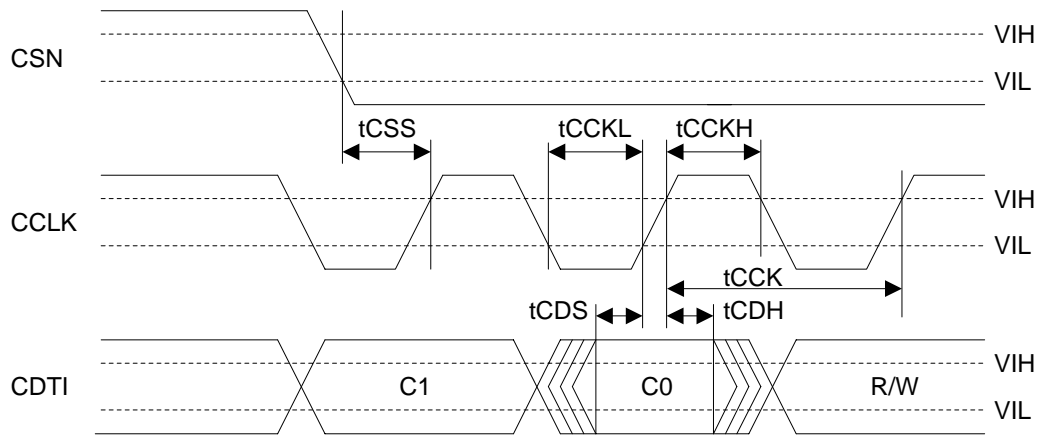 VIH
CSN
VIL
tCSS
tCCKL
tCCKH
VIH
CCLK
VIL
tCCK
tCDS
tCDH
VIH
CDTI
C1
C0
R/W
VIL